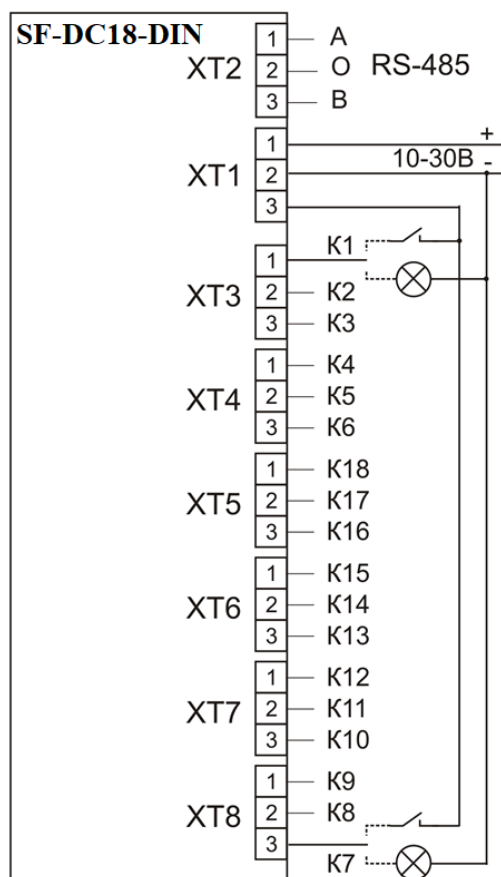 SF-DC18-DIN
XT2
1 A
2 O RS-485
3 B
XT1
1 +
2 10-30В -
3
XT3
1 К1
2 К2
3 К3
XT4
1 К4
2 К5
3 К6
XT5
1 К18
2 К17
3 К16
XT6
1 К15
2 К14
3 К13
XT7
1 К12
2 К11
3 К10
XT8
1 К9
2 К8
3 К7